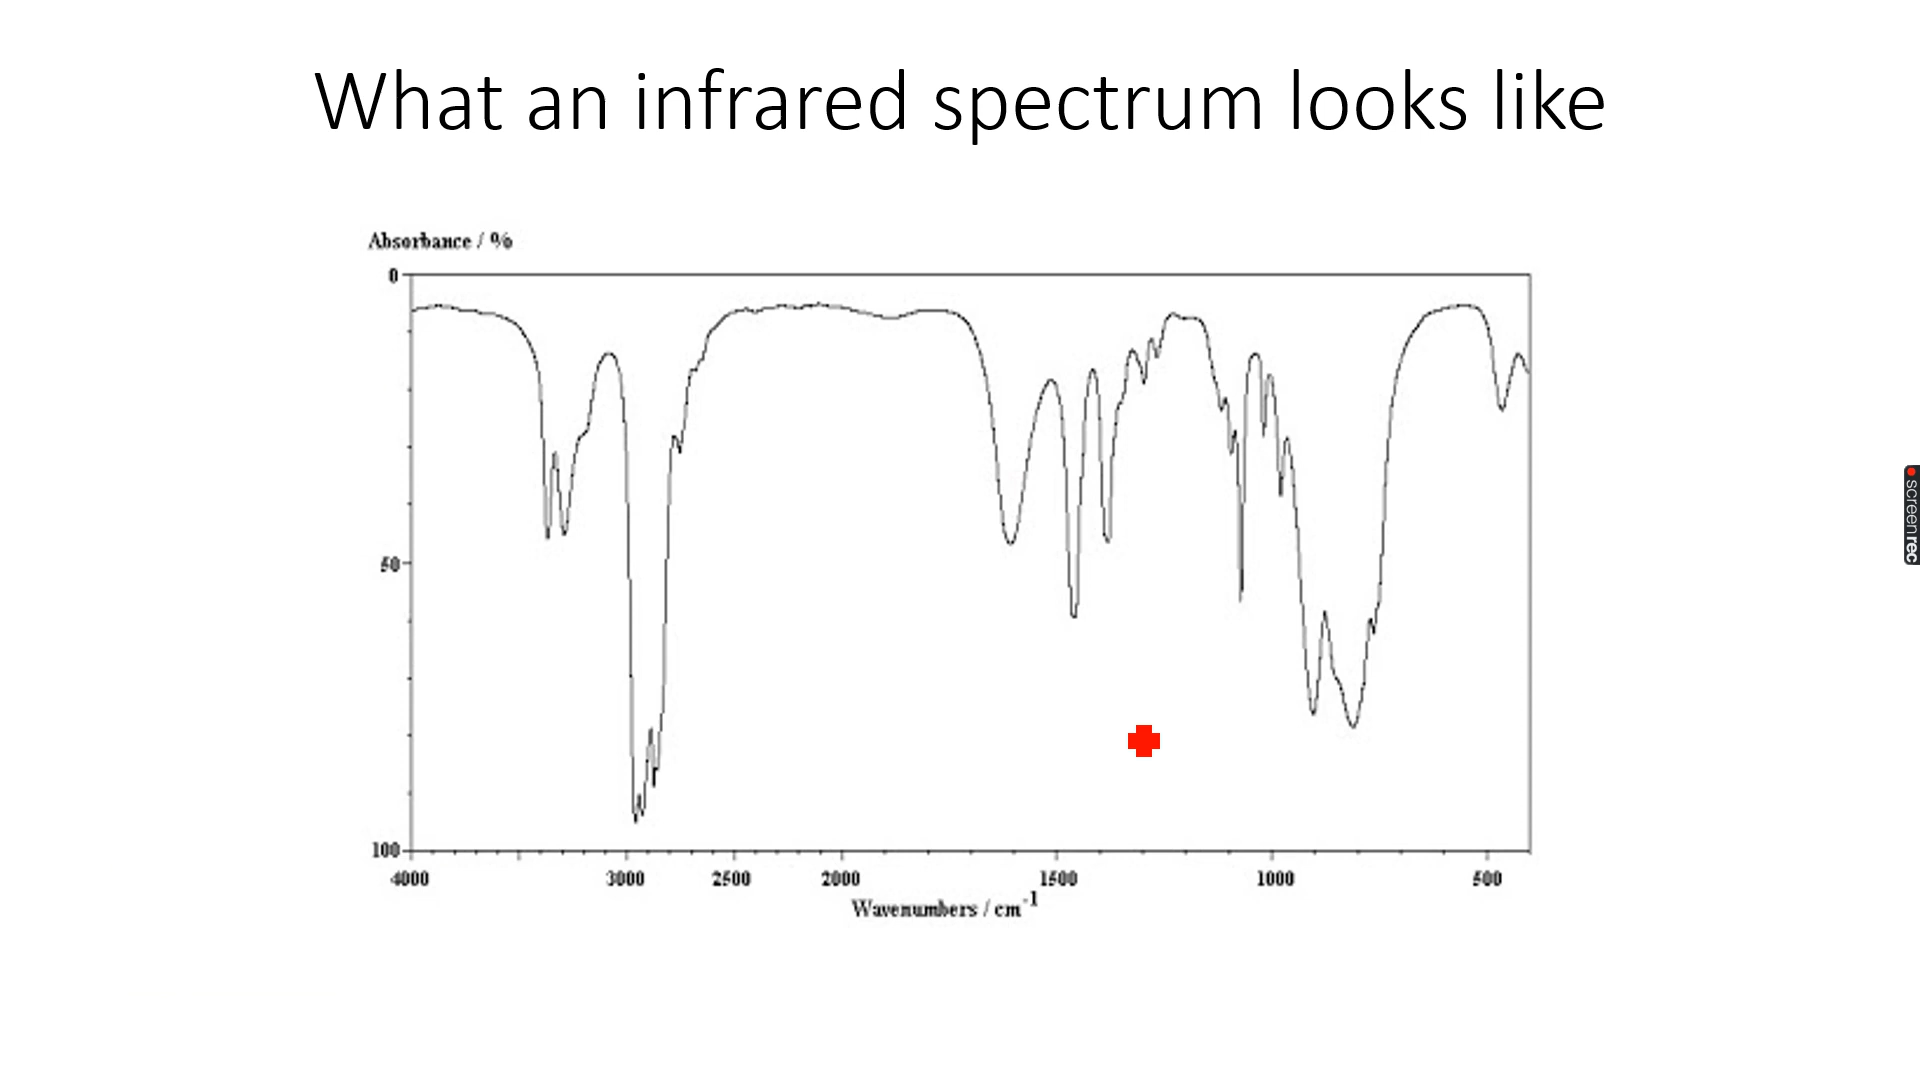 What an infrared spectrum looks like
Absorbance / %
0
50
100
4000 3000 2500 2000 1500 1000 500
Wavenumbers / cm⁻¹
screenrec